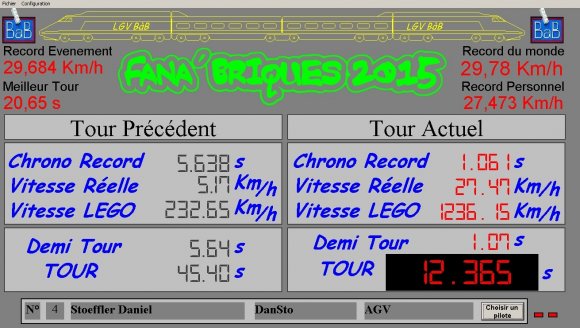 Fichier Configuration
BàB LGV BàB LGV BàB BàB
Record Evenement
29,684 Km/h
Meilleur Tour
20,65 s
FANA'BRIQUES 2015
Record du monde
29,78 Km/h
Record Personnel
27,473 Km/h
Tour Précédent
Chrono Record 5.638 s
Vitesse Réelle 5.17 Km/h
Vitesse LEGO 232.65 Km/h
Demi Tour 5.64 s
TOUR 45.40 s
Tour Actuel
Chrono Record 1.061 s
Vitesse Réelle 27.47 Km/h
Vitesse LEGO 1236.15 Km/h
Demi Tour 1.07 s
TOUR 12.365 s
N° 4 Stoeffler Daniel DanSto AGV Choisir un
pilote --